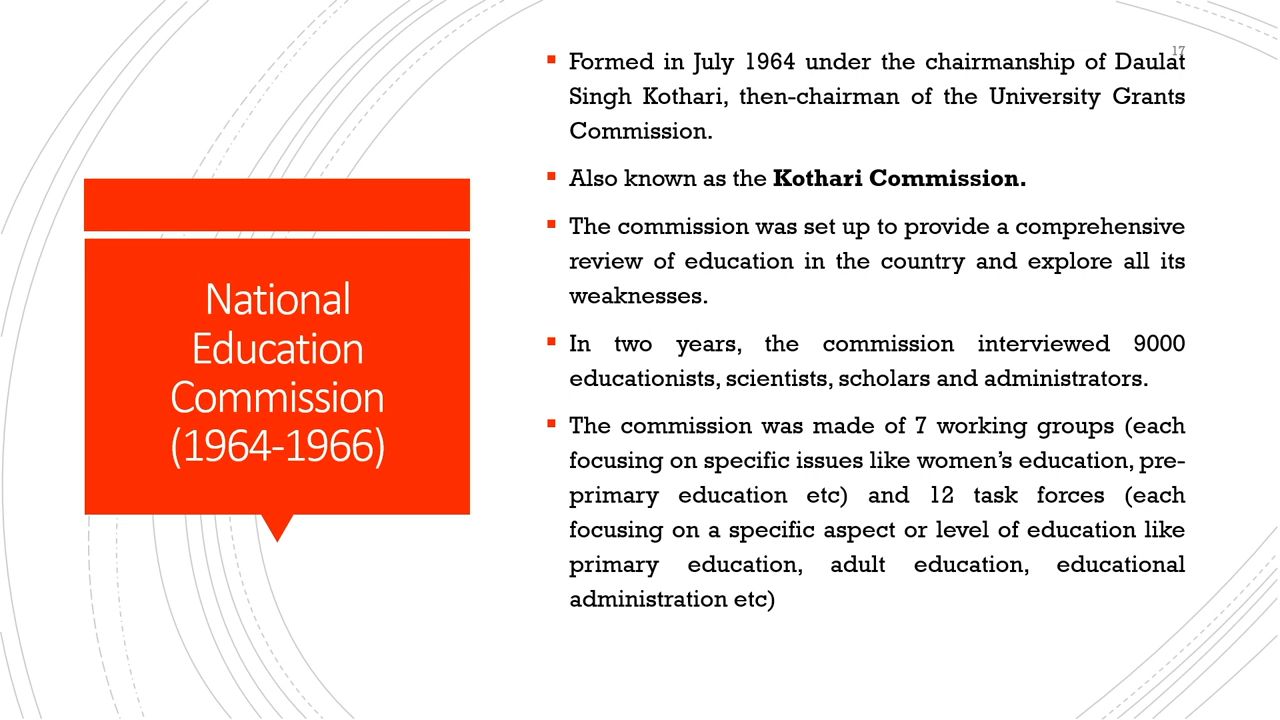 National
Education
Commission
(1964-1966)
17
Formed in July 1964 under the chairmanship of Daulat
Singh Kothari, then-chairman of the University Grants
Commission.
Also known as the Kothari Commission.
The commission was set up to provide a comprehensive
review of education in the country and explore all its
weaknesses.
In two years, the commission interviewed 9000
educationists, scientists, scholars and administrators.
The commission was made of 7 working groups (each
focusing on specific issues like women’s education, pre-
primary education etc) and 12 task forces (each
focusing on a specific aspect or level of education like
primary education, adult education, educational
administration etc)